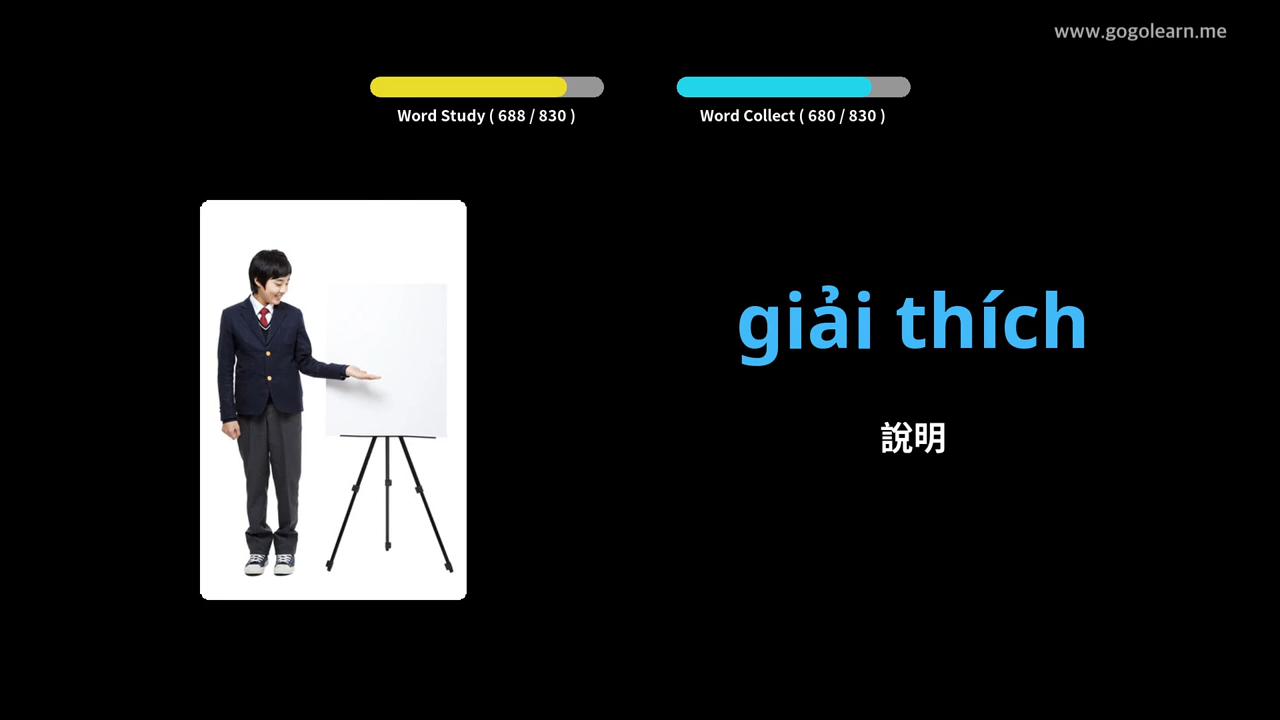 www.gogolearn.me
Word Study ( 688 / 830 )
Word Collect ( 680 / 830 )
giải thích
說明